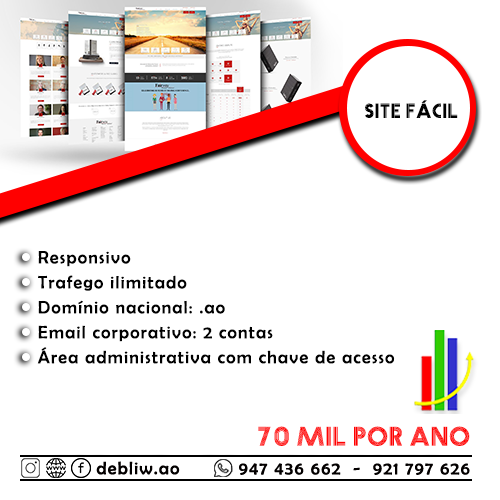 SITE FÁCIL
Responsivo
Trafego ilimitado
Domínio nacional: .ao
Email corporativo: 2 contas
Área administrativa com chave de acesso
70 MIL POR ANO
debliw.ao 947 436 662 - 921 797 626